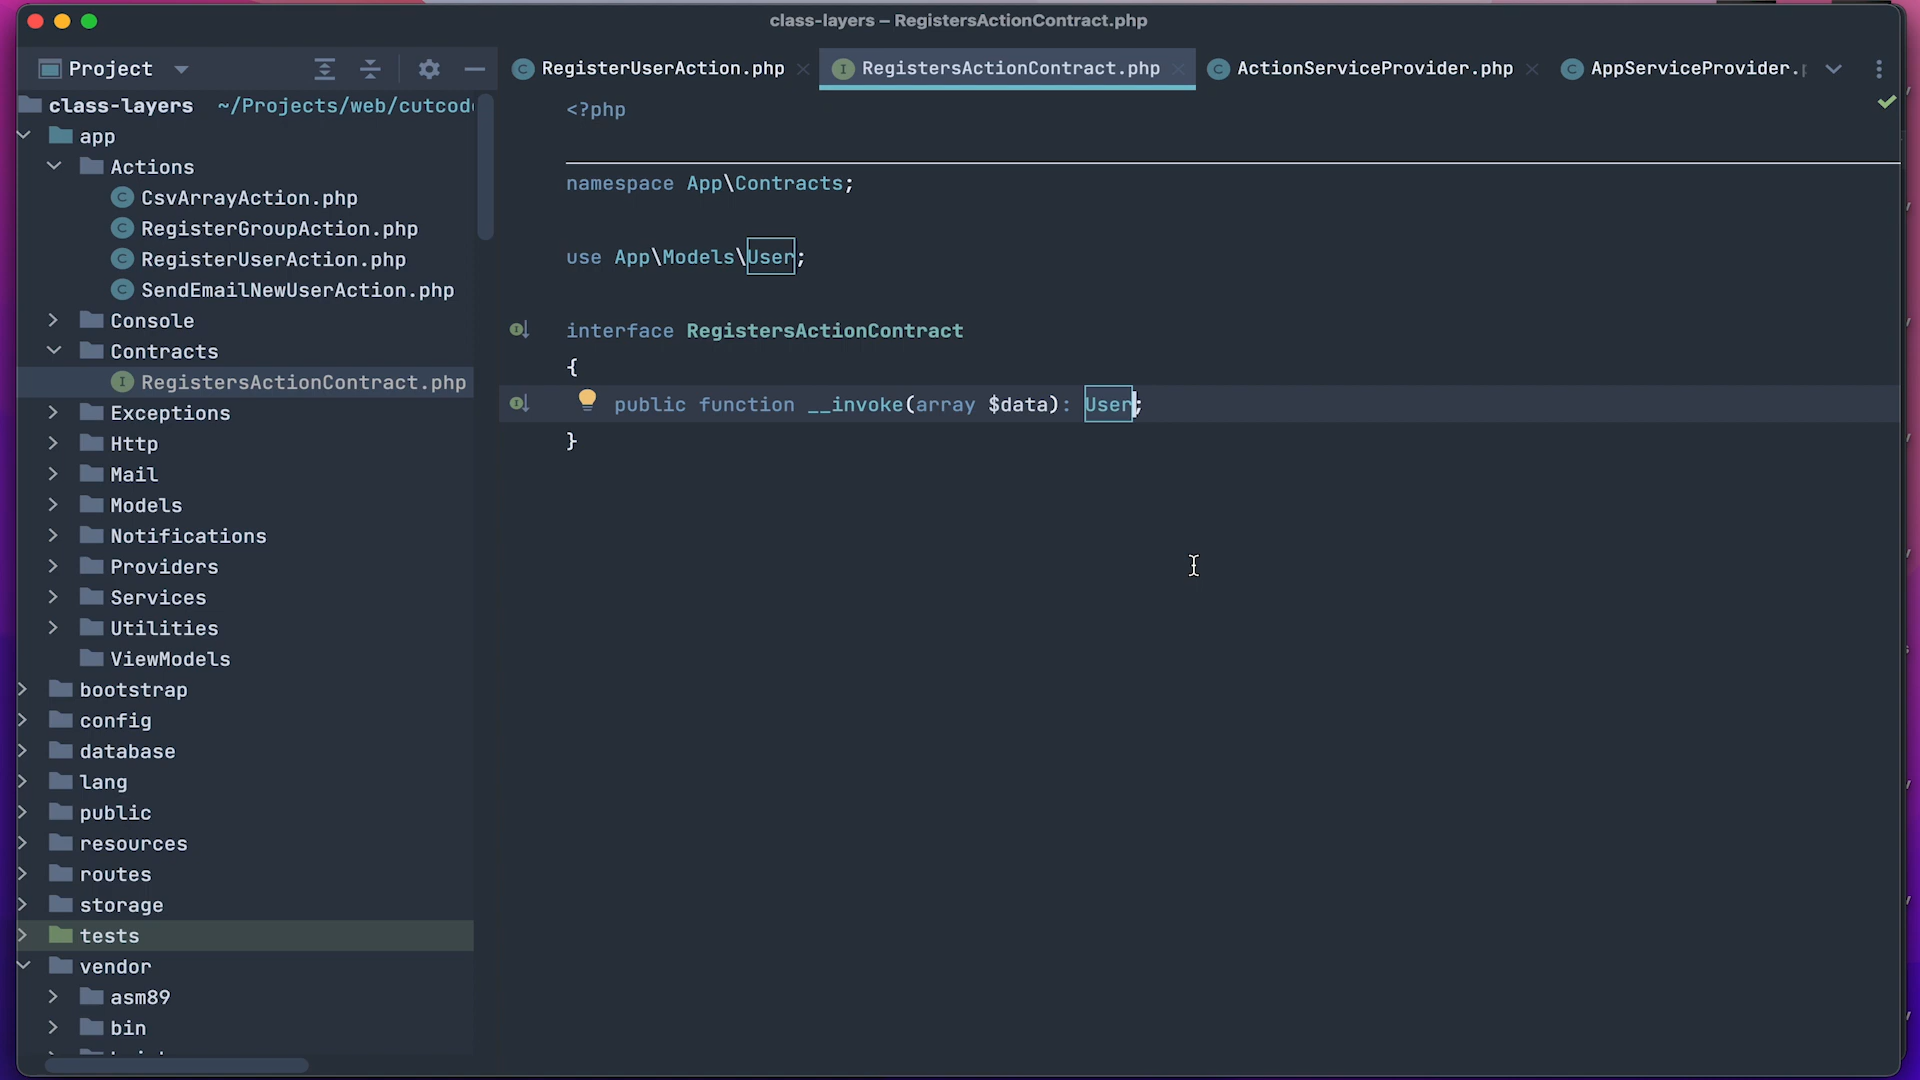 class-layers – RegistersActionContract.php
Project
RegisterUserAction.php
RegistersActionContract.php
ActionServiceProvider.php
AppServiceProvider.
class-layers ~/Projects/web/cutcod
app
Actions
CsvArrayAction.php
RegisterGroupAction.php
RegisterUserAction.php
SendEmailNewUserAction.php
Console
Contracts
RegistersActionContract.php
Exceptions
Http
Mail
Models
Notifications
Providers
Services
Utilities
ViewModels
bootstrap
config
database
lang
public
resources
routes
storage
tests
vendor
asm89
bin
<?php
namespace App\Contracts;
use App\Models\User;
interface RegistersActionContract
{
public function __invoke(array $data): User;
}